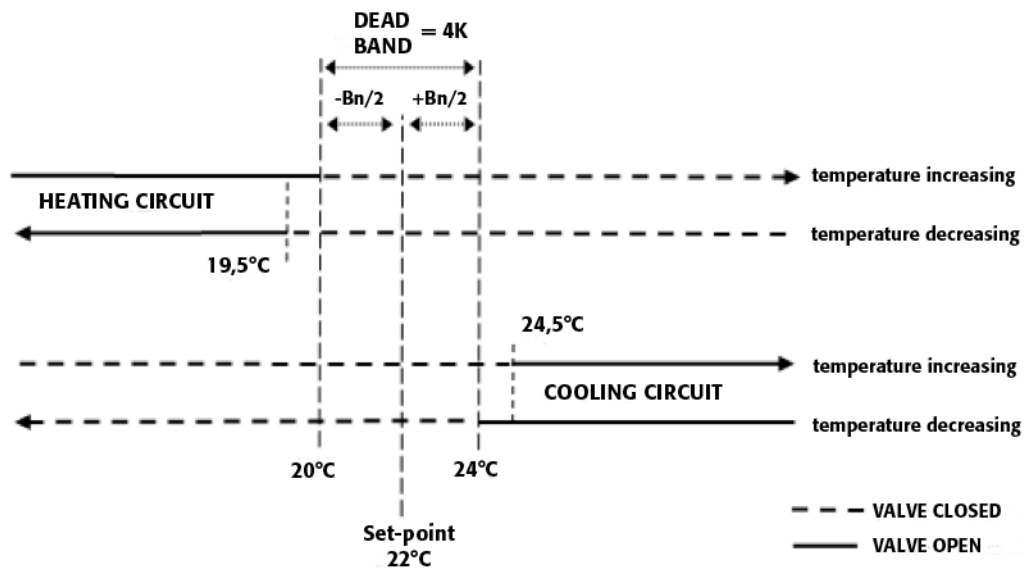 DEAD
BAND = 4K
-Bn/2 +Bn/2
temperature increasing
HEATING CIRCUIT
temperature decreasing
19,5°C
24,5°C
temperature increasing
COOLING CIRCUIT
temperature decreasing
20°C 24°C
VALVE CLOSED
Set-point
22°C
VALVE OPEN